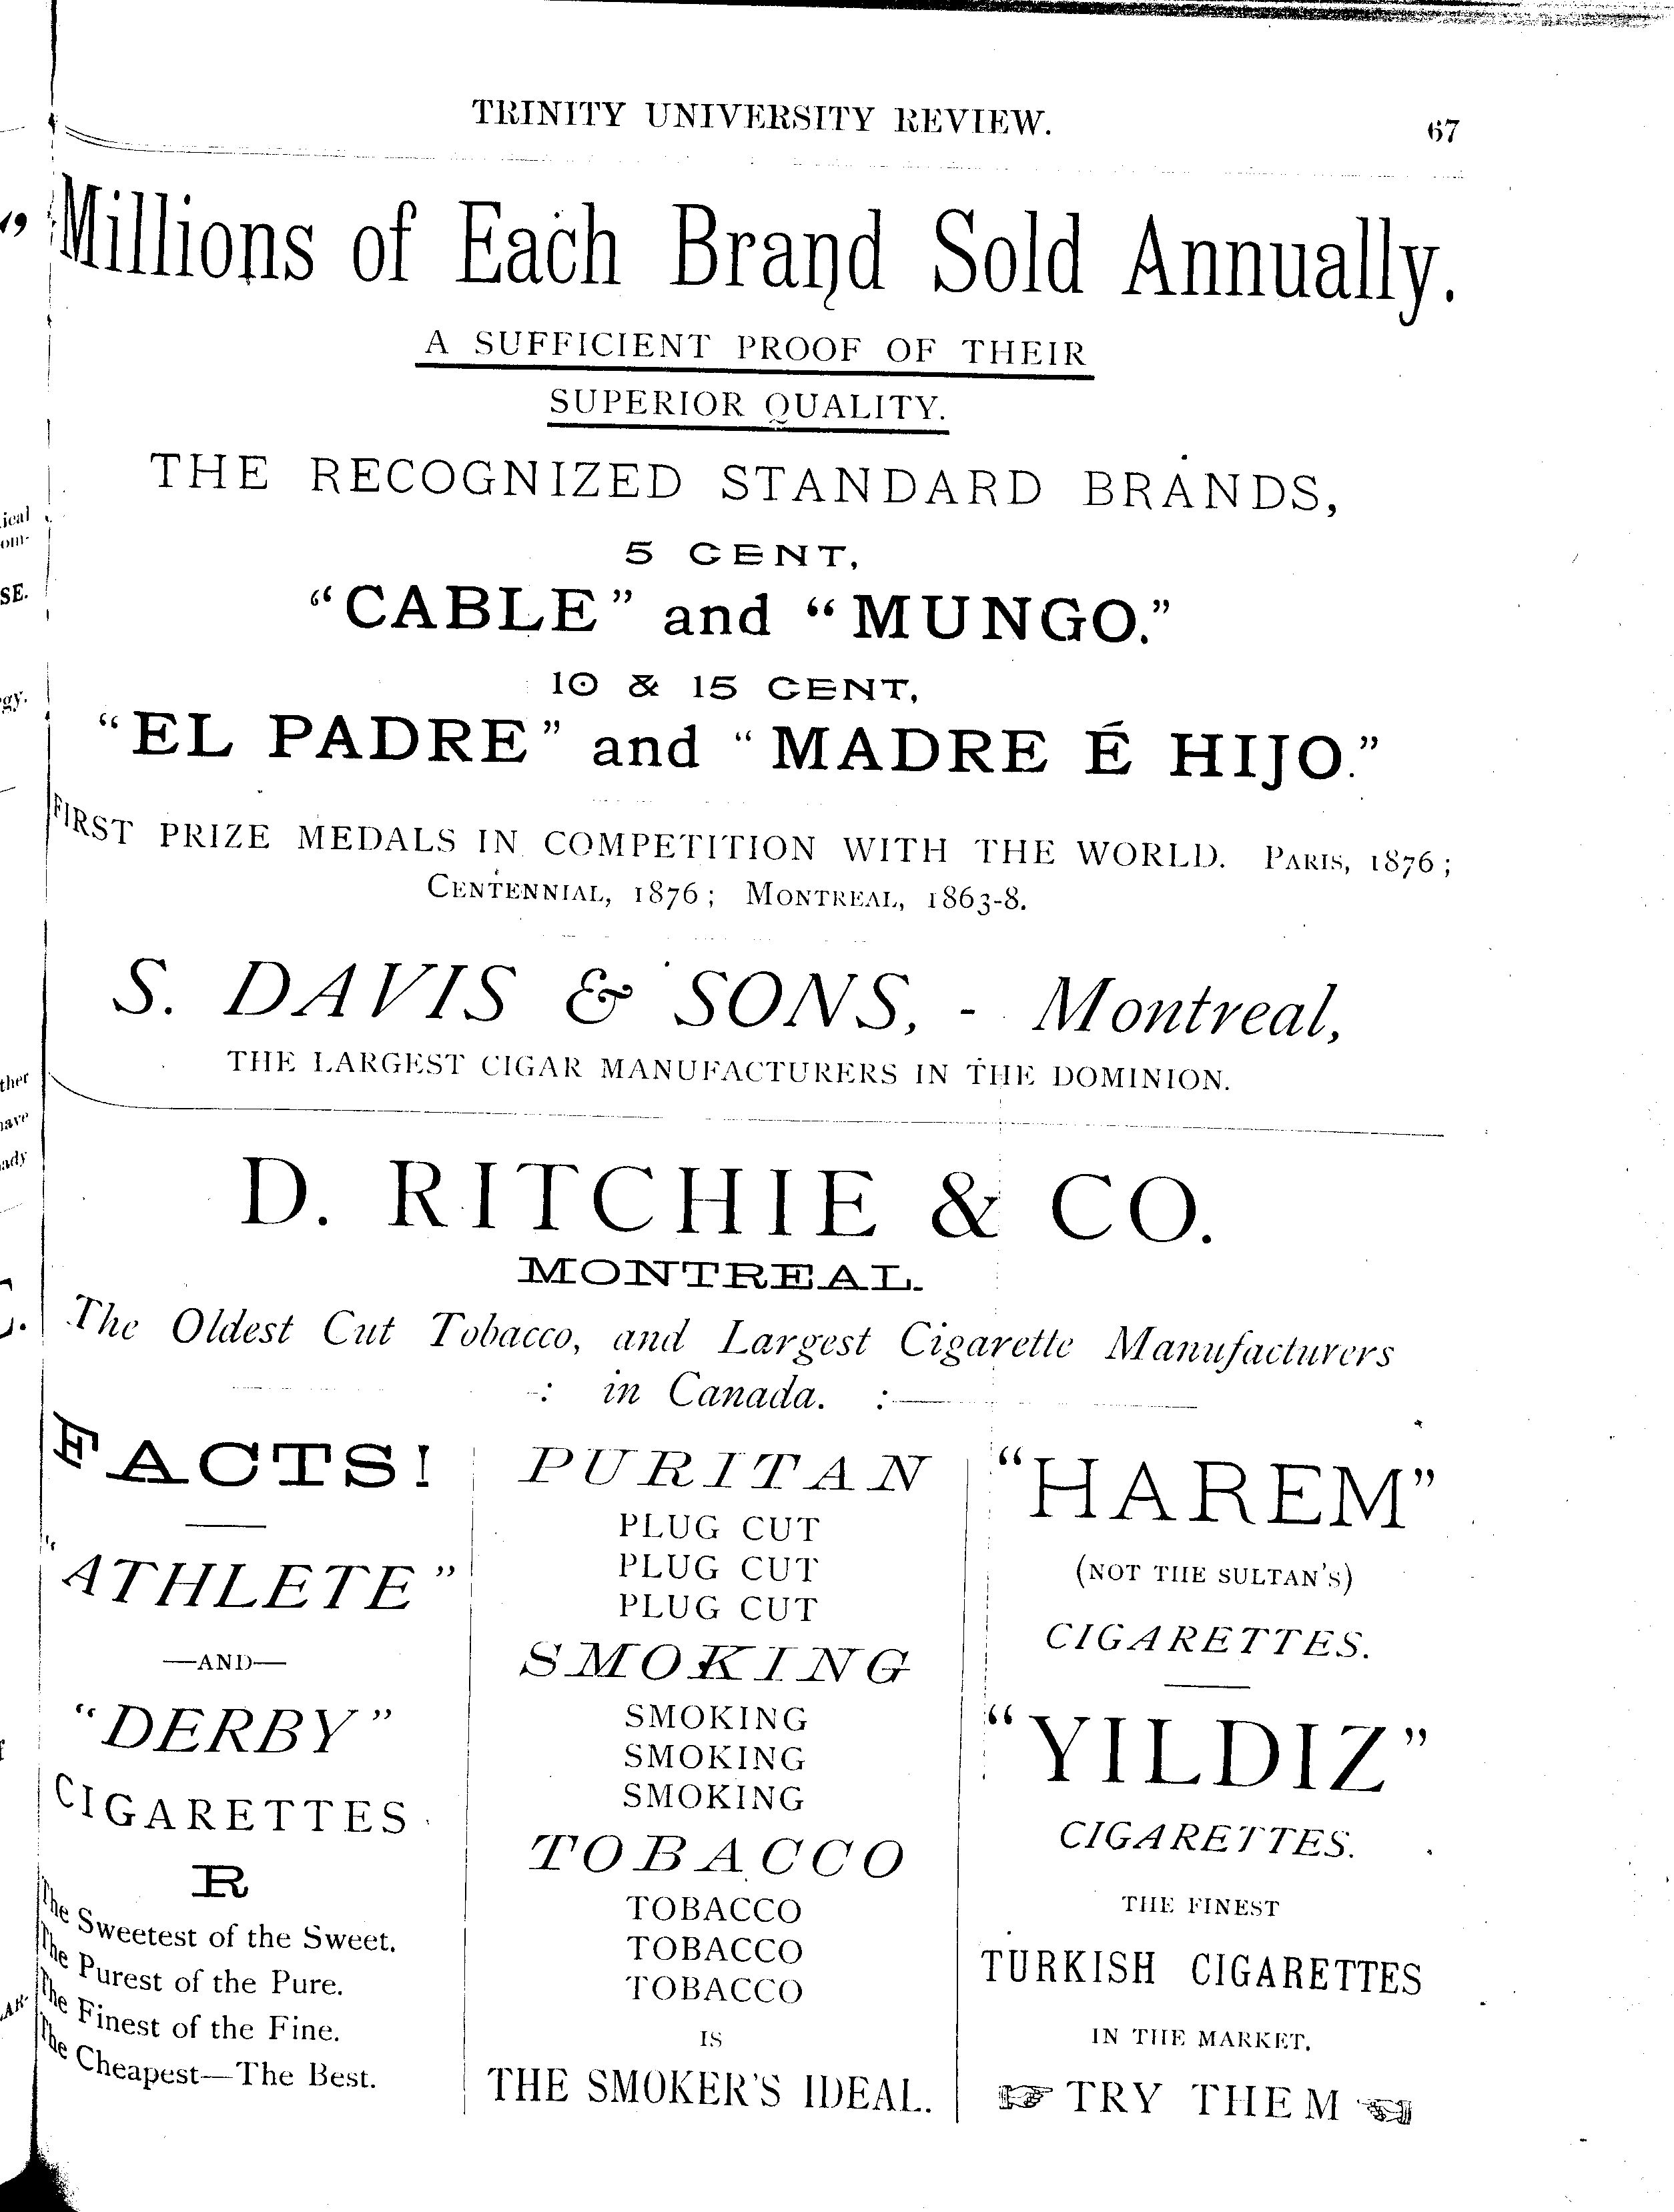 TRINITY UNIVERSITY REVIEW. 67
Millions of Each Brand Sold Annually.
A SUFFICIENT PROOF OF THEIR
SUPERIOR QUALITY.
THE RECOGNIZED STANDARD BRANDS,
5 CENT,
“CABLE” and “MUNGO.”
10 & 15 CENT,
“EL PADRE” and “MADRE É HIJO.”
FIRST PRIZE MEDALS IN COMPETITION WITH THE WORLD. PARIS, 1876;
CENTENNIAL, 1876; MONTREAL, 1863-8.
S. DAVIS & SONS, - Montreal,
THE LARGEST CIGAR MANUFACTURERS IN THE DOMINION.
D. RITCHIE & CO.
MONTREAL.
The Oldest Cut Tobacco, and Largest Cigarette Manufacturers
-: in Canada. :—
FACTS!
“ATHLETE”
—AND—
“DERBY”
CIGARETTES
R
The Sweetest of the Sweet.
The Purest of the Pure.
The Finest of the Fine.
The Cheapest—The Best.
PURITAN
PLUG CUT
PLUG CUT
PLUG CUT
SMOKING
SMOKING
SMOKING
SMOKING
TOBACCO
TOBACCO
TOBACCO
TOBACCO
IS
THE SMOKER'S IDEAL.
“HAREM”
(NOT THE SULTAN'S)
CIGARETTES.
“YILDIZ”
CIGARETTES.
THE FINEST
TURKISH CIGARETTES
IN THE MARKET.
TRY THEM